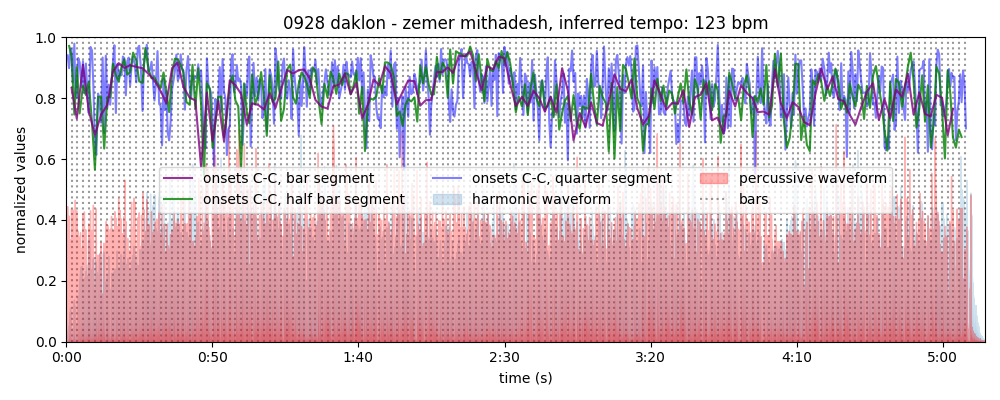 0928 daklon - zemer mithadesh, inferred tempo: 123 bpm
1.0
0.8
0.6
0.4
0.2
0.0
normalized values
onsets C-C, bar segment
onsets C-C, half bar segment
onsets C-C, quarter segment
harmonic waveform
percussive waveform
bars
0:00 0:50 1:40 2:30 3:20 4:10 5:00
time (s)